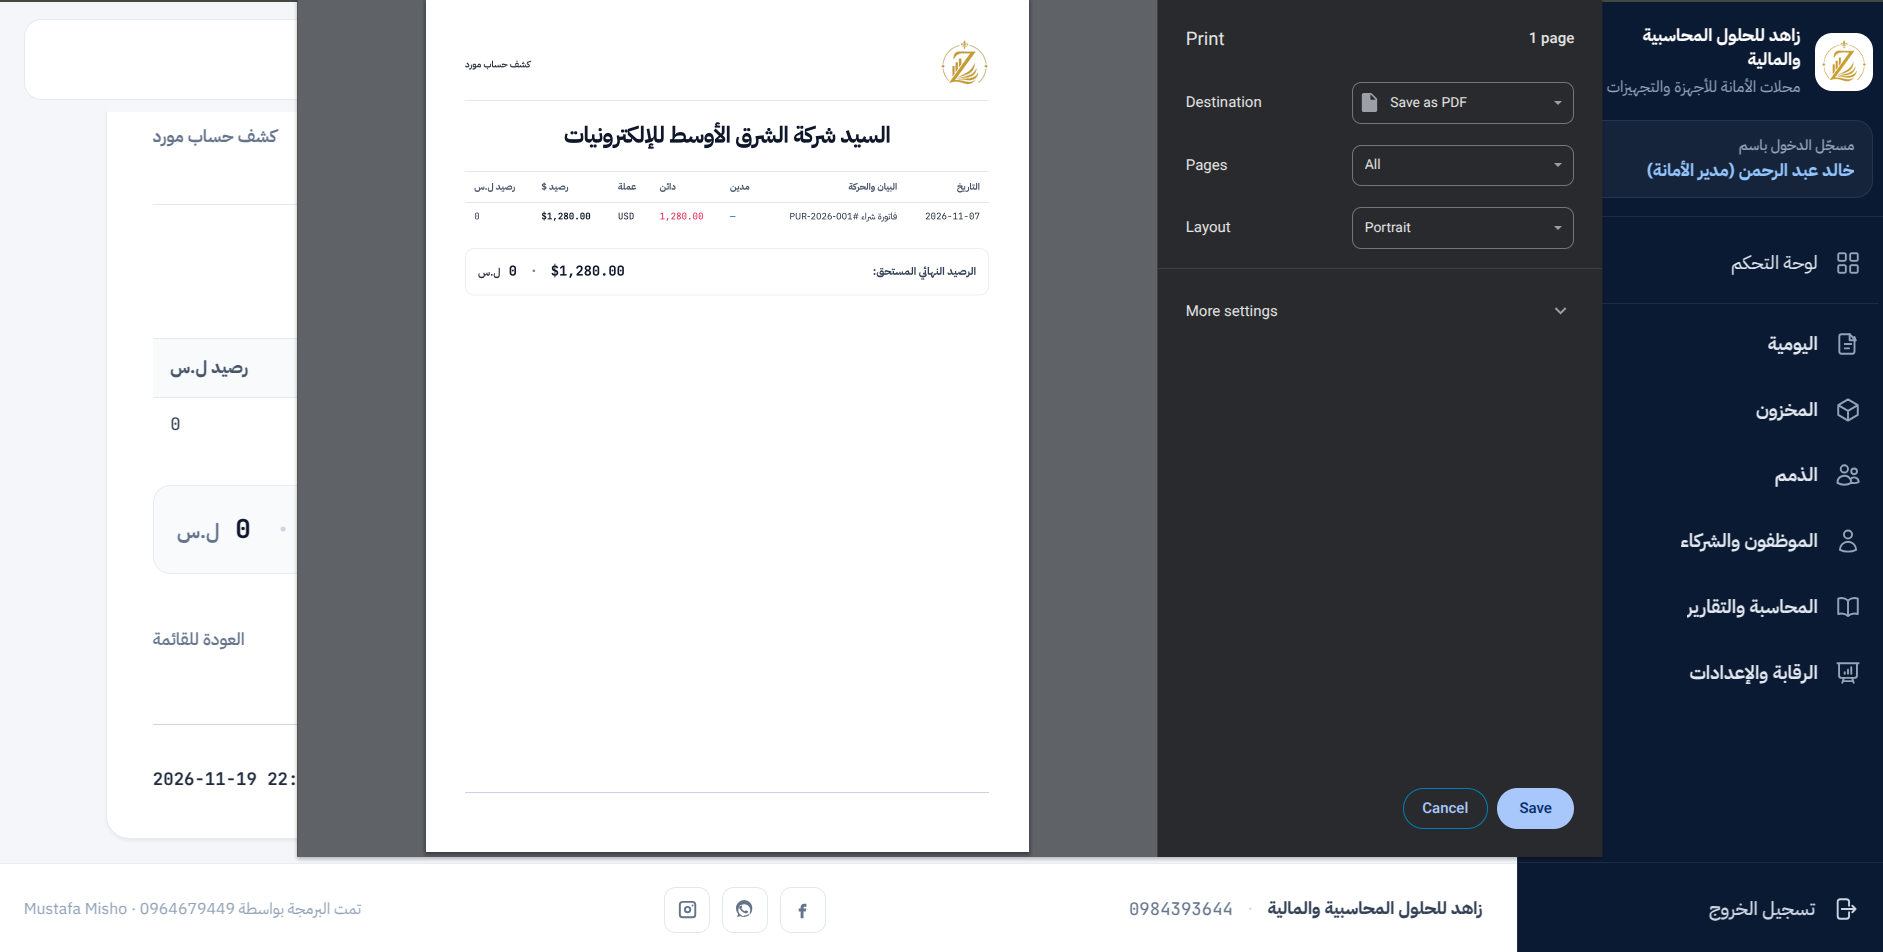 زاهد للحلول المحاسبية
والمالية
محلات الأمانة للأجهزة والتجهيزات
مسجّل الدخول باسم
خالد عبد الرحمن (مدير الأمانة)
لوحة التحكم
اليومية
المخزون
الذمم
الموظفون والشركاء
المحاسبة والتقارير
الرقابة والإعدادات
تسجيل الخروج
Print
1 page
Destination
Save as PDF
Pages
All
Layout
Portrait
More settings
Cancel
Save
كشف حساب مورد
السيد شركة الشرق الأوسط للإلكترونيات
التاريخ البيان والحركة مدين دائن عملة رصيد $ رصيد ل.س
2026-11-07 فاتورة شراء #PUR-2026-001 — 1,280.00 USD $1,280.00 0
الرصيد النهائي المستحق: $1,280.00 · 0 ل.س
كشف حساب مورد
رصيد ل.س
0
· 0 ل.س
العودة للقائمة
2026-11-19 22:
زاهد للحلول المحاسبية والمالية · 0984393644
تمت البرمجة بواسطة Mustafa Misho · 0964679449